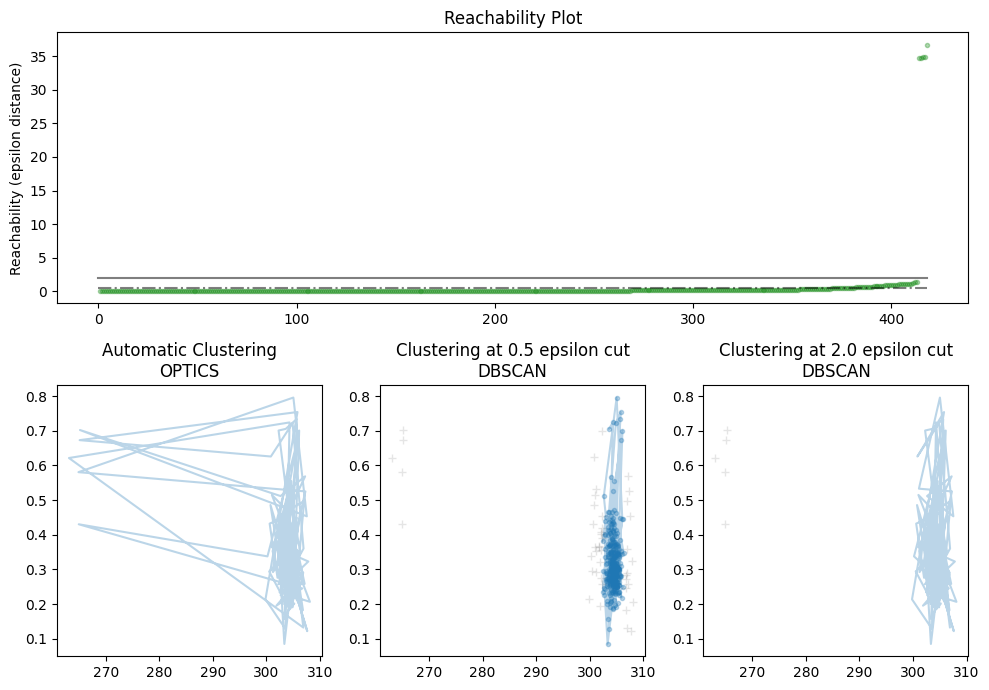 Reachability Plot
Reachability (epsilon distance)
35
30
25
20
15
10
5
0
0 100 200 300 400
Automatic Clustering
OPTICS
0.8
0.7
0.6
0.5
0.4
0.3
0.2
0.1
270 280 290 300 310
Clustering at 0.5 epsilon cut
DBSCAN
0.8
0.7
0.6
0.5
0.4
0.3
0.2
0.1
270 280 290 300 310
Clustering at 2.0 epsilon cut
DBSCAN
0.8
0.7
0.6
0.5
0.4
0.3
0.2
0.1
270 280 290 300 310